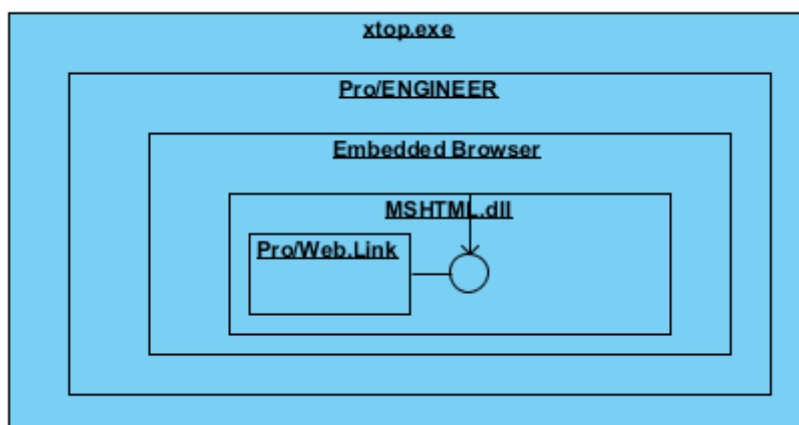 xtop.exe
Pro/ENGINEER
Embedded Browser
MSHTML.dll
Pro/Web.Link